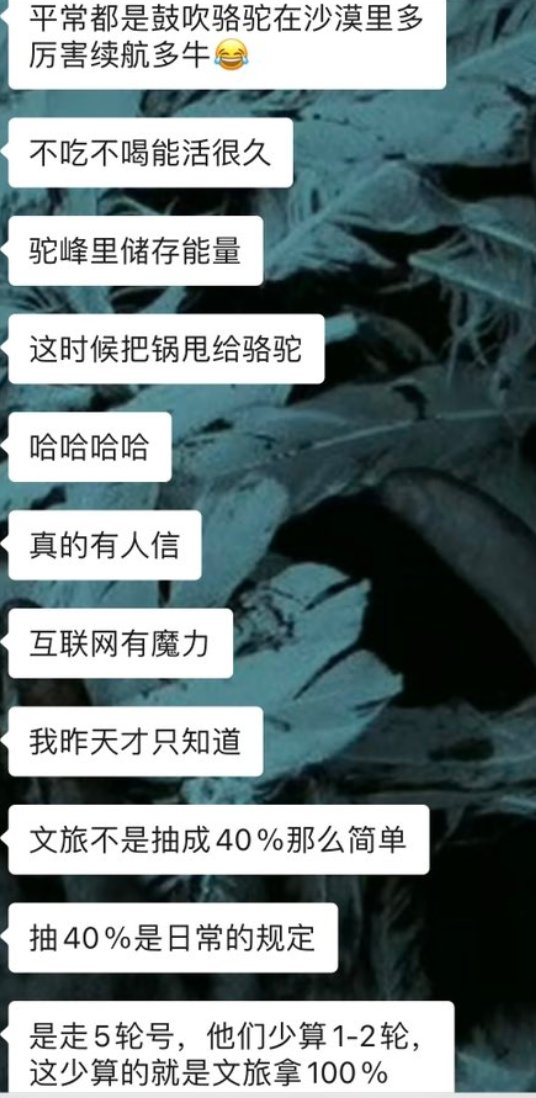 平常都是鼓吹骆驼在沙漠里多
厉害续航多牛😂
不吃不喝能活很久
驼峰里储存能量
这时候把锅甩给骆驼
哈哈哈哈
真的有人信
互联网有魔力
我昨天才只知道
文旅不是抽成40%那么简单
抽40%是日常的规定
是走5轮号，他们少算1-2轮，
这少算的就是文旅拿100%